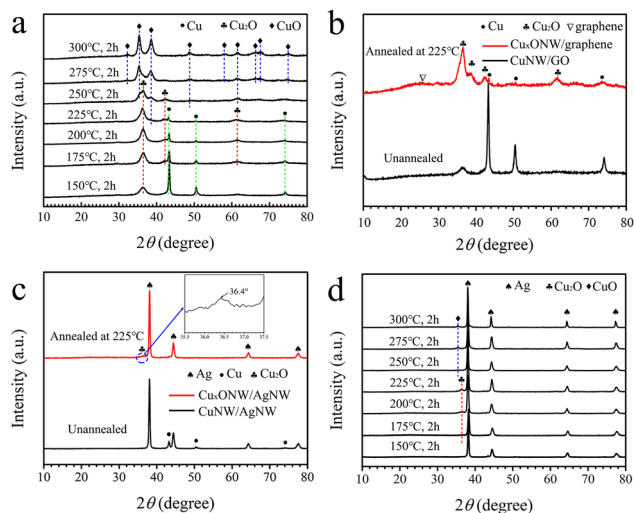 a
● Cu ♣ Cu₂O ♦ CuO
300℃, 2h
275℃, 2h
250℃, 2h
225℃, 2h
200℃, 2h
175℃, 2h
150℃, 2h
Intensity (a.u.)
10 20 30 40 50 60 70 80
2θ (degree)
b
● Cu ♣ Cu₂O ▽ graphene
Annealed at 225℃
CuₓONW/graphene
CuNW/GO
Unannealed
Intensity (a.u.)
10 20 30 40 50 60 70 80
2θ (degree)
c
36.4°
35.5 36.0 36.5 37.0 37.5
Annealed at 225℃
♠ Ag ● Cu ♣ Cu₂O
CuₓONW/AgNW
CuNW/AgNW
Unannealed
Intensity (a.u.)
10 20 30 40 50 60 70 80
2θ (degree)
d
♠ Ag ♣ Cu₂O ♦ CuO
300℃, 2h
275℃, 2h
250℃, 2h
225℃, 2h
200℃, 2h
175℃, 2h
150℃, 2h
Intensity (a.u.)
10 20 30 40 50 60 70 80
2θ (degree)